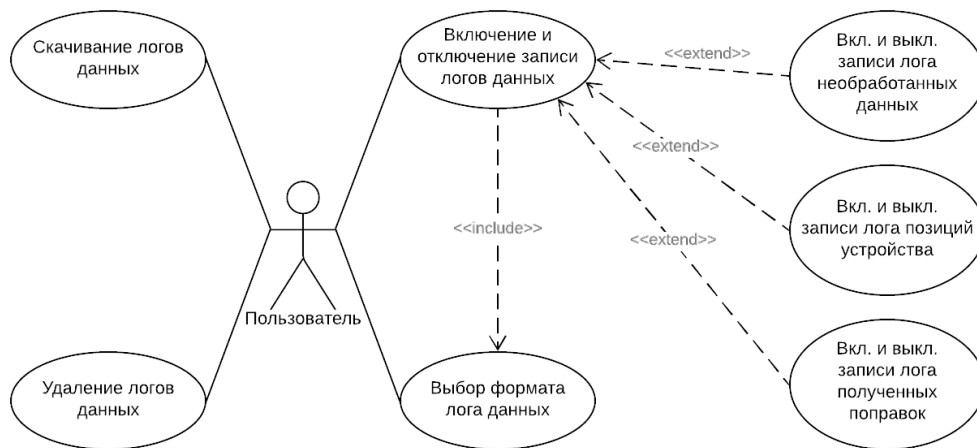 Скачивание логов
данных
Включение и
отключение записи
логов данных
<<extend>>
Вкл. и выкл.
записи лога
необработанных
данных
<<extend>>
Вкл. и выкл.
записи лога позиций
устройства
<<include>>
<<extend>>
Пользователь
Удаление логов
данных
Выбор формата
лога данных
Вкл. и выкл.
записи лога
полученных
поправок